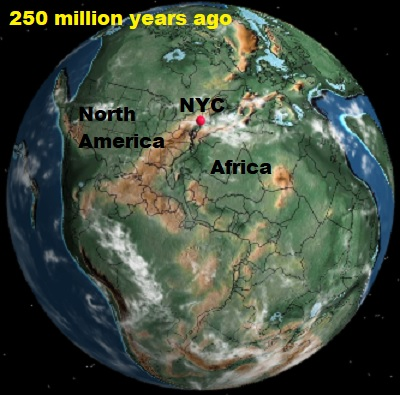 250 million years ago
NYC
North
America
Africa